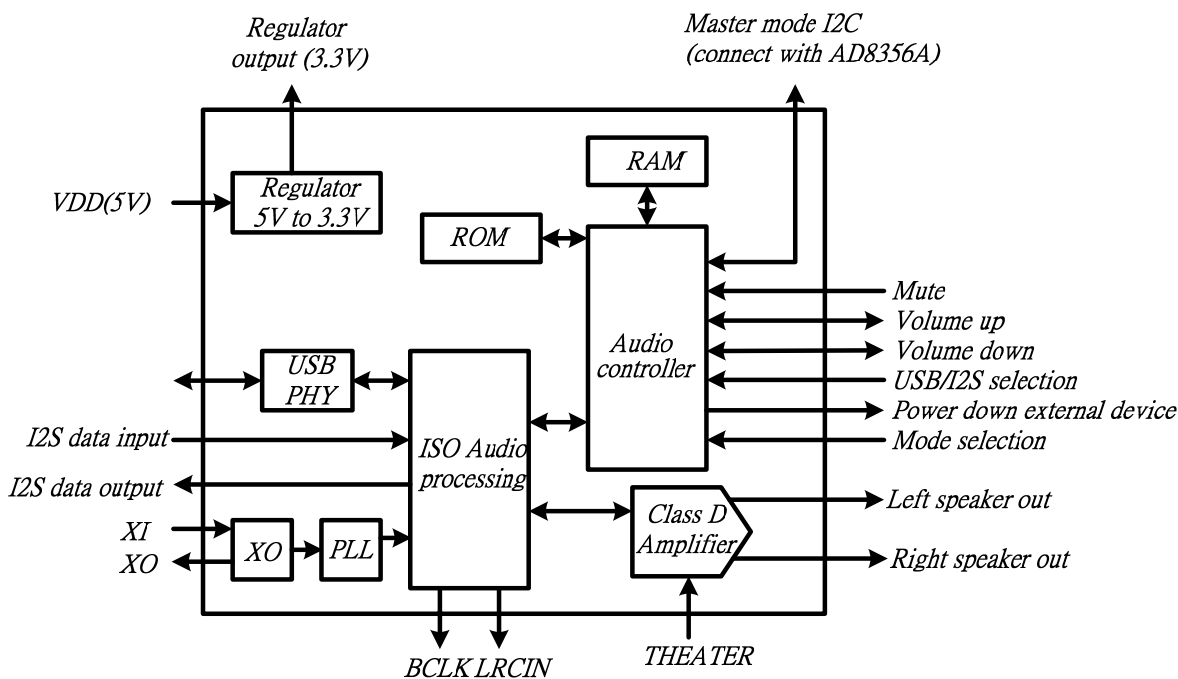 Regulator
output (3.3V)
Master mode I2C
(connect with AD8356A)
RAM
VDD(5V)
Regulator
5V to 3.3V
ROM
Mute
Volume up
Volume down
USB/I2S selection
Power down external device
Mode selection
Audio
controller
USB
PHY
I2S data input
I2S data output
ISO Audio
processing
XI
XO
XO
PLL
Class D
Amplifier
Left speaker out
Right speaker out
BCLK LRCIN
THEATER